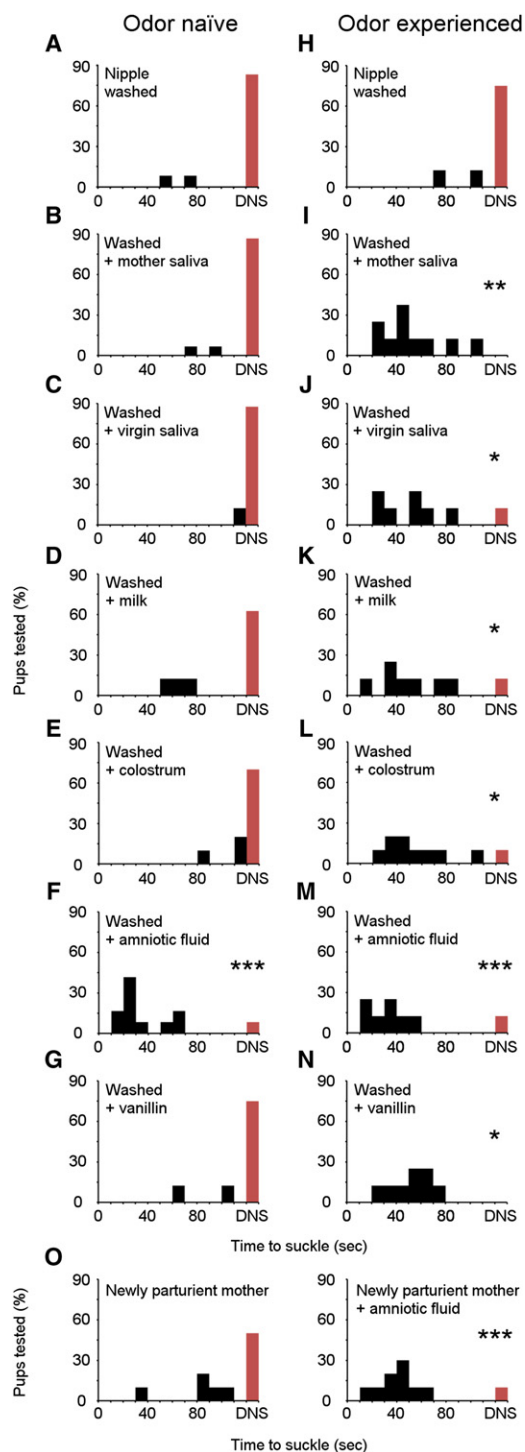 Odor naïve
Odor experienced
A
90
60
30
0
Nipple
washed
0 40 80 DNS
H
90
60
30
0
Nipple
washed
0 40 80 DNS
B
90
60
30
0
Washed
+ mother saliva
0 40 80 DNS
I
90
60
30
0
Washed
+ mother saliva
**
0 40 80 DNS
C
90
60
30
0
Washed
+ virgin saliva
0 40 80 DNS
J
90
60
30
0
Washed
+ virgin saliva
*
0 40 80 DNS
Pups tested (%)
D
90
60
30
0
Washed
+ milk
0 40 80 DNS
K
90
60
30
0
Washed
+ milk
*
0 40 80 DNS
E
90
60
30
0
Washed
+ colostrum
0 40 80 DNS
L
90
60
30
0
Washed
+ colostrum
*
0 40 80 DNS
F
90
60
30
0
Washed
+ amniotic fluid
***
0 40 80 DNS
M
90
60
30
0
Washed
+ amniotic fluid
***
0 40 80 DNS
G
90
60
30
0
Washed
+ vanillin
0 40 80 DNS
N
90
60
30
0
Washed
+ vanillin
*
0 40 80 DNS
Time to suckle (sec)
Time to suckle (sec)
O
Pups tested (%)
90
60
30
0
Newly parturient mother
0 40 80 DNS
90
60
30
0
Newly parturient mother
+ amniotic fluid
***
0 40 80 DNS
Time to suckle (sec)
Time to suckle (sec)